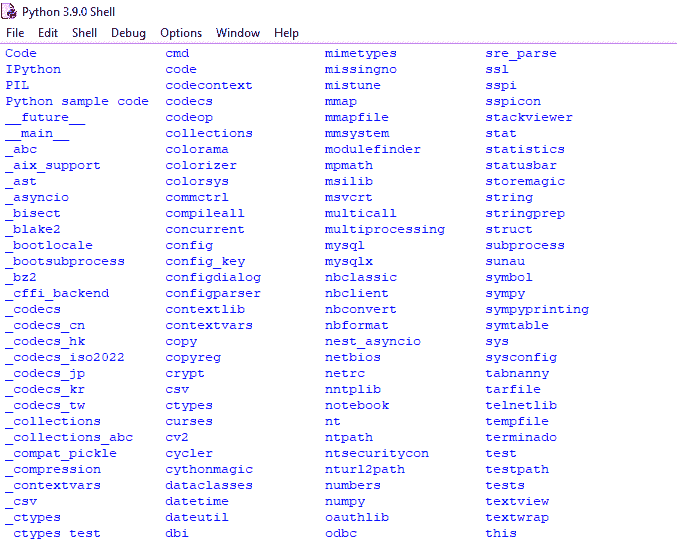 Python 3.9.0 Shell
File Edit Shell Debug Options Window Help
Code cmd mimetypes sre_parse
IPython code missingno ssl
PIL codecontext mistune sspi
Python sample code codecs mmap sspicon
__future__ codeop mmapfile stackviewer
__main__ collections mmsystem stat
_abc colorama modulefinder statistics
_aix_support colorizer mpmath statusbar
_ast colorsys msilib storemagic
_asyncio commctrl msvcrt string
_bisect compileall multicall stringprep
_blake2 concurrent multiprocessing struct
_bootlocale config mysql subprocess
_bootsubprocess config_key mysqlx sunau
_bz2 configdialog nbclassic symbol
_cffi_backend configparser nbclient sympy
_codecs contextlib nbconvert sympyprinting
_codecs_cn contextvars nbformat symtable
_codecs_hk copy nest_asyncio sys
_codecs_iso2022 copyreg netbios sysconfig
_codecs_jp crypt netrc tabnanny
_codecs_kr csv nntplib tarfile
_codecs_tw ctypes notebook telnetlib
_collections curses nt tempfile
_collections_abc cv2 ntpath terminado
_compat_pickle cycler ntsecuritycon test
_compression cythonmagic nturl2path testpath
_contextvars dataclasses numbers tests
_csv datetime numpy textview
_ctypes dateutil oauthlib textwrap
_ctypes_test dbi odbc this